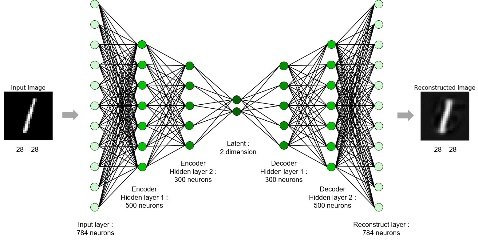 Input Image
28 28
Encoder
Hidden layer 1 :
500 neurons
Input layer :
784 neurons
Encoder
Hidden layer 2 :
300 neurons
Latent :
2 dimension
Decoder
Hidden layer 1 :
300 neurons
Decoder
Hidden layer 2 :
500 neurons
Reconstruct layer :
784 neurons
Reconstructed Image
28 28